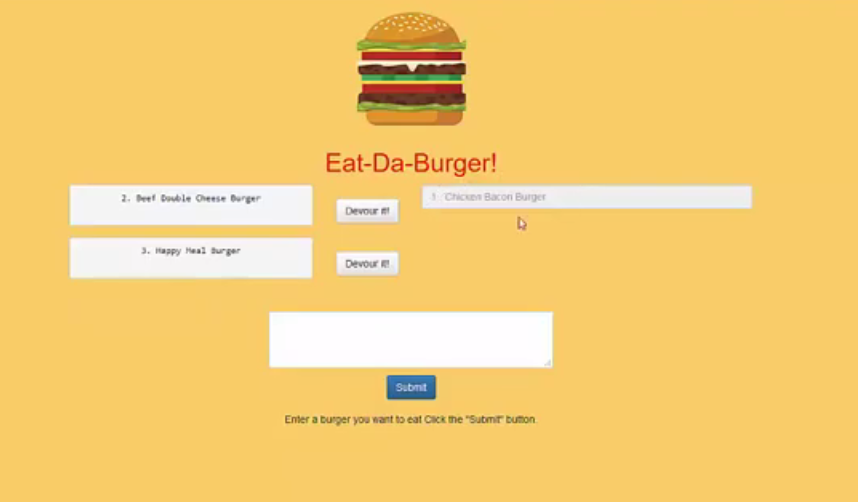 Eat-Da-Burger!
2. Beef Double Cheese Burger
Devour it!
1. Chicken Bacon Burger
3. Happy Meal Burger
Devour it!
Submit
Enter a burger you want to eat Click the "Submit" button.